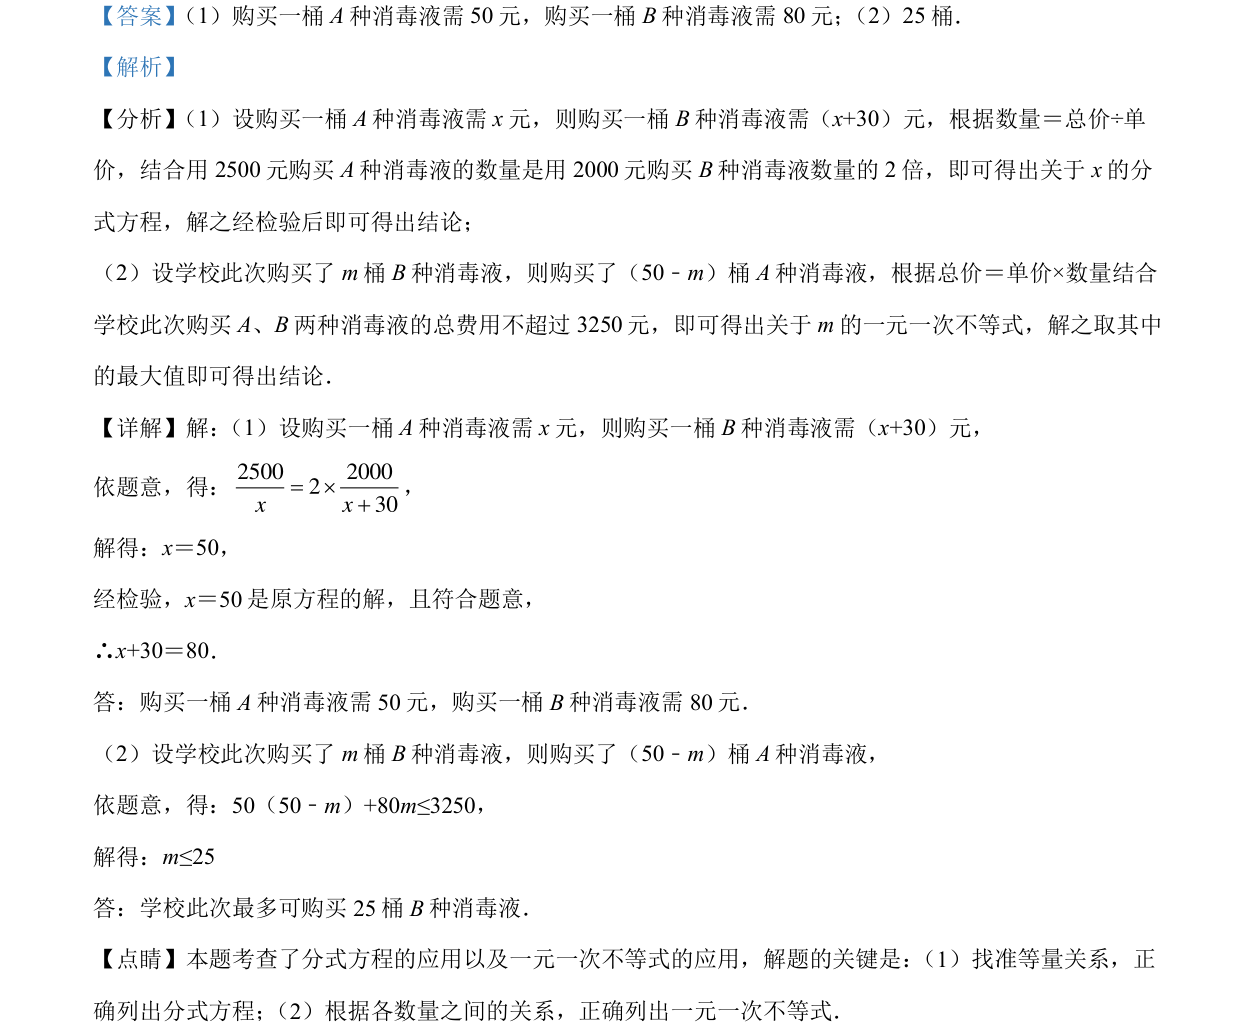 【答案】（1）购买一桶 A 种消毒液需 50 元，购买一桶 B 种消毒液需 80 元；（2）25 桶．
【解析】
【分析】（1）设购买一桶 A 种消毒液需 x 元，则购买一桶 B 种消毒液需（x+30）元，根据数量＝总价÷单
价，结合用 2500 元购买 A 种消毒液的数量是用 2000 元购买 B 种消毒液数量的 2 倍，即可得出关于 x 的分
式方程，解之经检验后即可得出结论；
（2）设学校此次购买了 m 桶 B 种消毒液，则购买了（50﹣m）桶 A 种消毒液，根据总价＝单价×数量结合
学校此次购买 A、B 两种消毒液的总费用不超过 3250 元，即可得出关于 m 的一元一次不等式，解之取其中
的最大值即可得出结论．
【详解】解：（1）设购买一桶 A 种消毒液需 x 元，则购买一桶 B 种消毒液需（x+30）元，
依题意，得：2500/x = 2×2000/(x+30)，
解得：x＝50，
经检验，x＝50 是原方程的解，且符合题意，
∴x+30＝80．
答：购买一桶 A 种消毒液需 50 元，购买一桶 B 种消毒液需 80 元．
（2）设学校此次购买了 m 桶 B 种消毒液，则购买了（50﹣m）桶 A 种消毒液，
依题意，得：50（50﹣m）+80m≤3250，
解得：m≤25
答：学校此次最多可购买 25 桶 B 种消毒液．
【点睛】本题考查了分式方程的应用以及一元一次不等式的应用，解题的关键是：（1）找准等量关系，正
确列出分式方程；（2）根据各数量之间的关系，正确列出一元一次不等式．